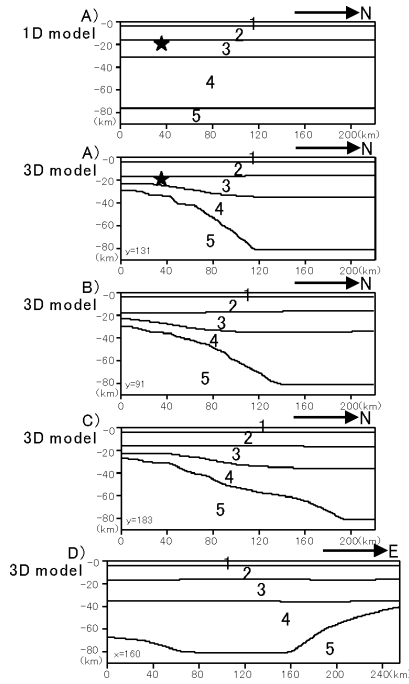 A)
1D model
N
-0
-20
-40
-60
-80
(km)
1
2
3
4
5
0 40 80 120 160 200(km)
A)
3D model
N
-0
-20
-40
-60
-80
(km)
1
2
3
4
5
y=131
0 40 80 120 160 200(km)
B)
3D model
N
-0
-20
-40
-60
-80
(km)
1
2
3
4
5
y=91
0 40 80 120 160 200(km)
C)
3D model
N
-0
-20
-40
-60
-80
(km)
1
2
3
4
5
y=183
0 40 80 120 160 200(km)
D)
3D model
E
-0
-20
-40
-60
-80
(km)
1
2
3
4
5
x=160
0 40 80 120 160 200 240(km)